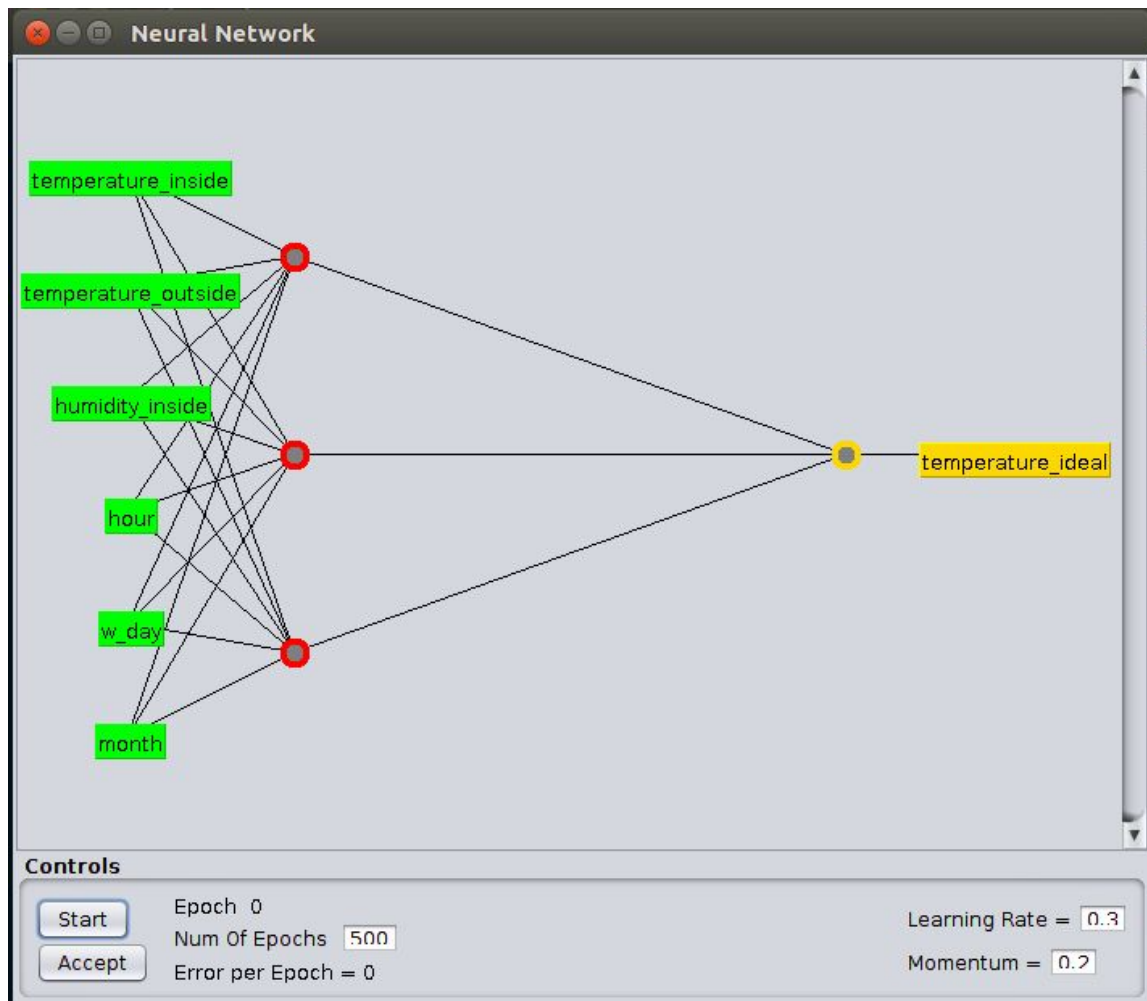 Neural Network
temperature_inside
temperature_outside
humidity_inside
temperature_ideal
hour
w_day
month
Controls
Start
Epoch 0
Num Of Epochs 500
Learning Rate = 0.3
Accept
Error per Epoch = 0
Momentum = 0.2